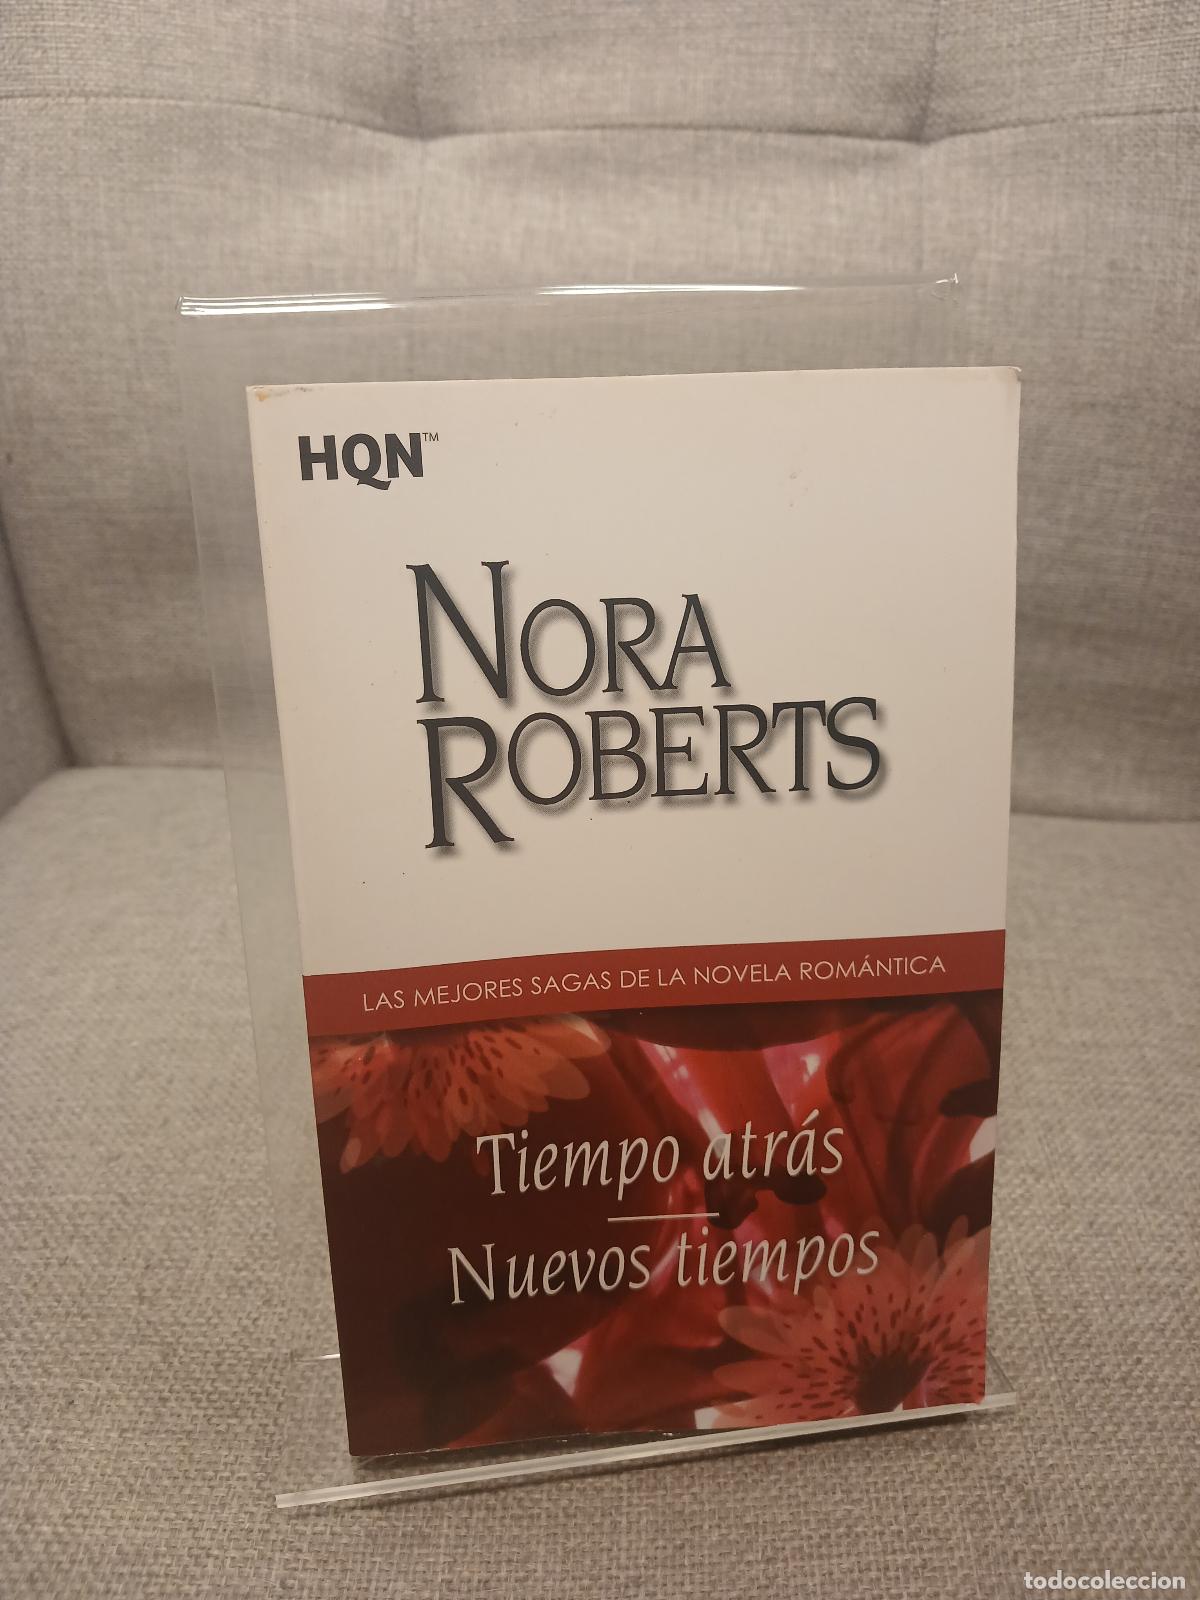 HQN™
NORA
ROBERTS
LAS MEJORES SAGAS DE LA NOVELA ROMÁNTICA
Tiempo atrás
Nuevos tiempos
todocoleccion